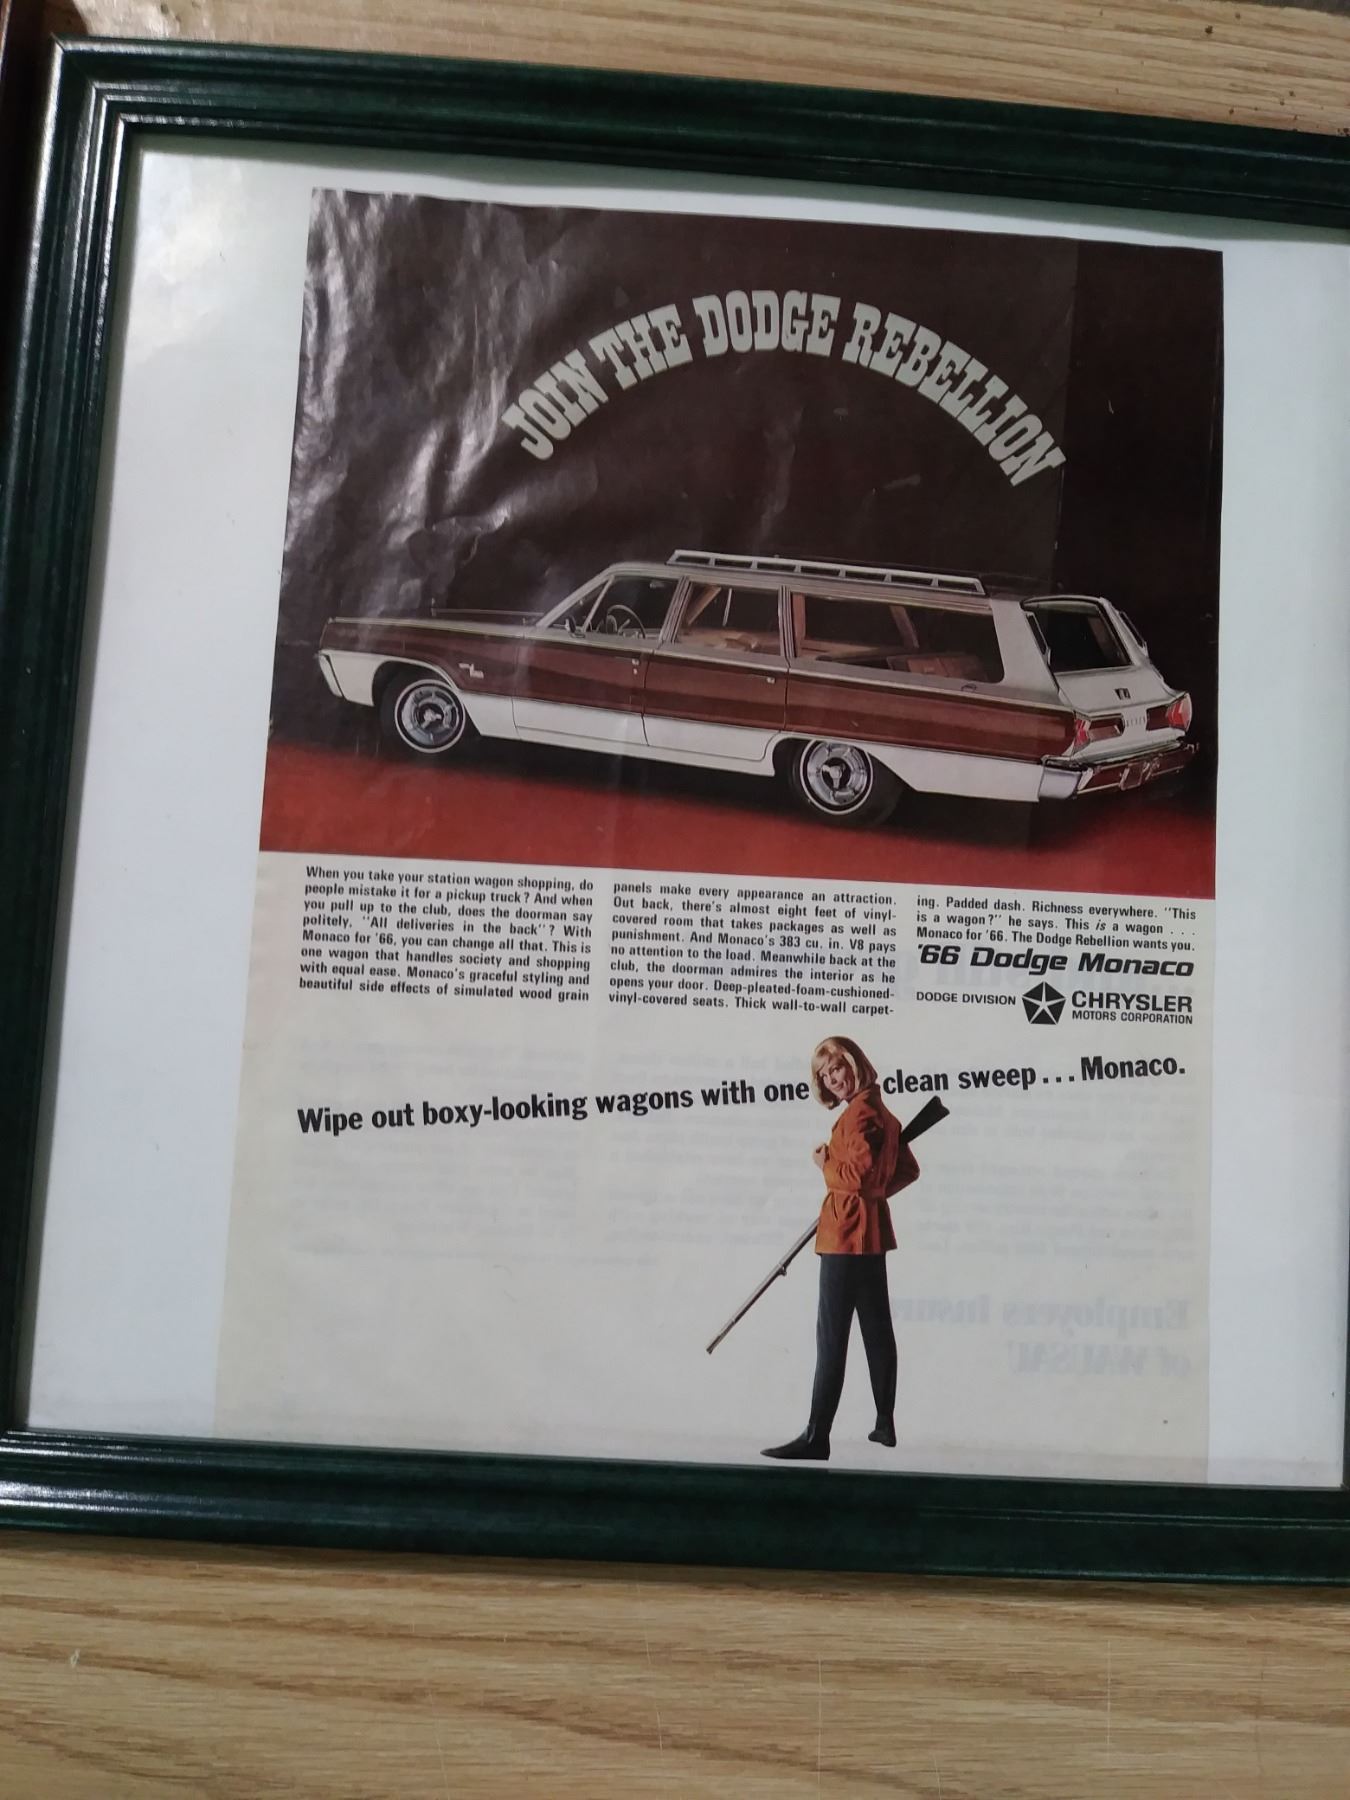 JOIN THE DODGE REBELLION
When you take your station wagon shopping, do
people mistake it for a pickup truck? And when
you pull up to the club, does the doorman say
politely, "All deliveries in the back"? With
Monaco for '66, you can change all that. This is
one wagon that handles society and shopping
with equal ease. Monaco's graceful styling and
beautiful side effects of simulated wood grain
panels make every appearance an attraction.
Out back, there's almost eight feet of vinyl-
covered room that takes packages as well as
punishment. And Monaco's 383 cu. in. V8 pays
no attention to the load. Meanwhile back at the
club, the doorman admires the interior as he
opens your door. Deep-pleated-foam-cushioned-
vinyl-covered seats. Thick wall-to-wall carpet-
ing. Padded dash. Richness everywhere. "This
is a wagon?" he says. This is a wagon . . .
Monaco for '66. The Dodge Rebellion wants you.
'66 Dodge Monaco
DODGE DIVISION CHRYSLER
MOTORS CORPORATION
Wipe out boxy-looking wagons with one clean sweep . . . Monaco.
Employers Insur
of WAUSAU